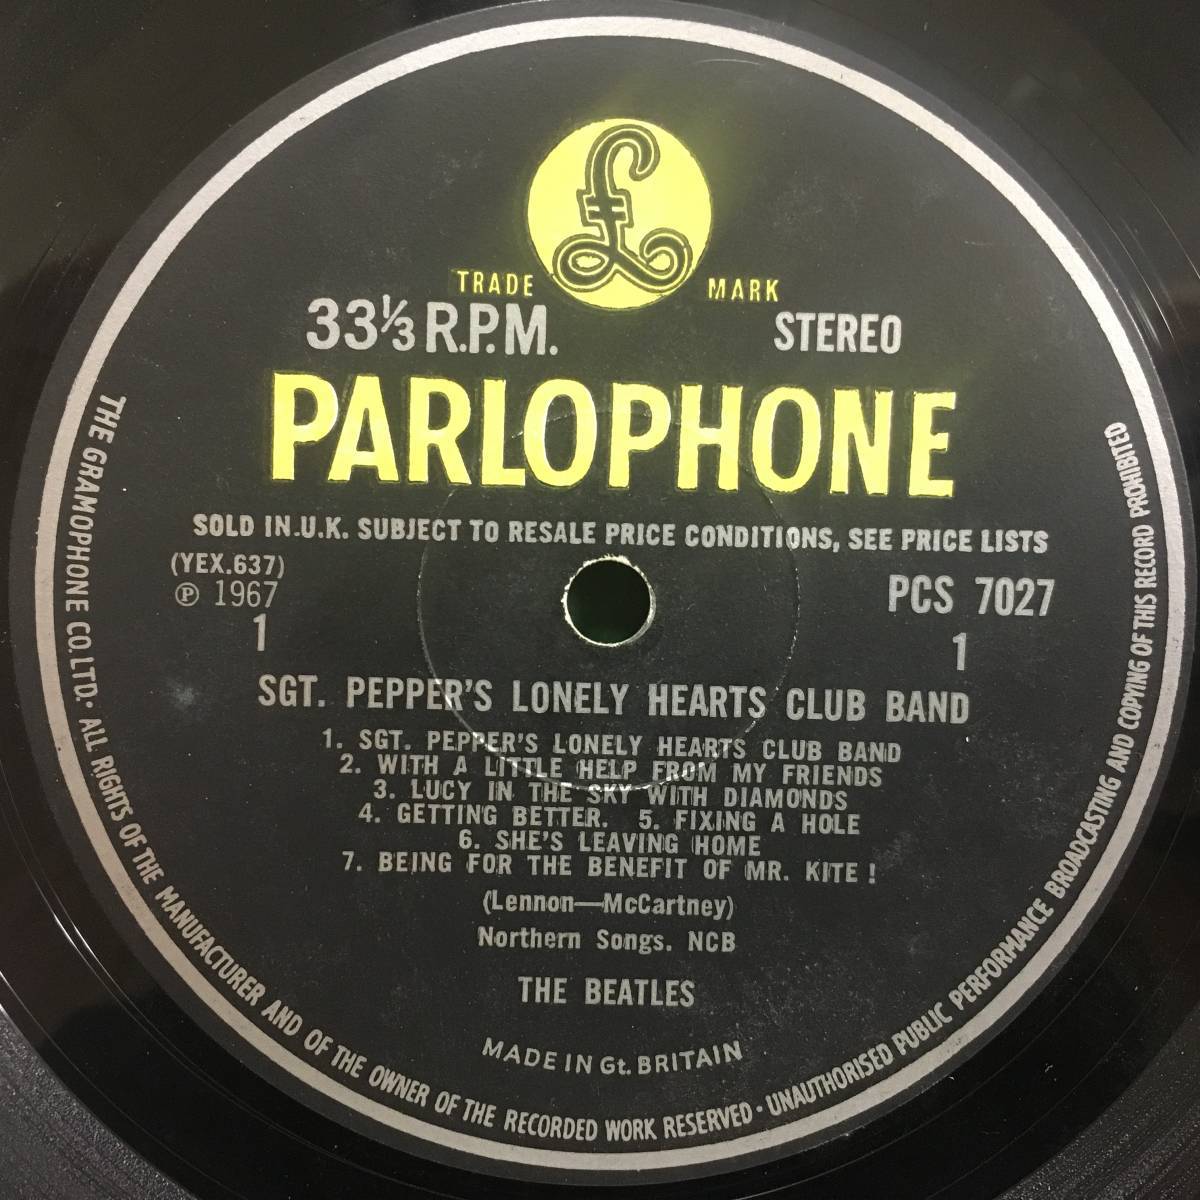 £
TRADE MARK
33⅓ R.P.M. STEREO
PARLOPHONE
SOLD IN.U.K. SUBJECT TO RESALE PRICE CONDITIONS, SEE PRICE LISTS
(YEX.637)
℗ 1967 PCS 7027
1 1
SGT. PEPPER'S LONELY HEARTS CLUB BAND
1. SGT. PEPPER'S LONELY HEARTS CLUB BAND
2. WITH A LITTLE HELP FROM MY FRIENDS
3. LUCY IN THE SKY WITH DIAMONDS
4. GETTING BETTER. 5. FIXING A HOLE
6. SHE'S LEAVING HOME
7. BEING FOR THE BENEFIT OF MR. KITE !
(Lennon—McCartney)
Northern Songs. NCB
THE BEATLES
MADE IN Gt. BRITAIN
THE GRAMOPHONE CO. LTD. · ALL RIGHTS OF THE MANUFACTURER AND OF THE OWNER OF THE RECORDED WORK RESERVED · UNAUTHORISED PUBLIC PERFORMANCE BROADCASTING AND COPYING OF THIS RECORD PROHIBITED